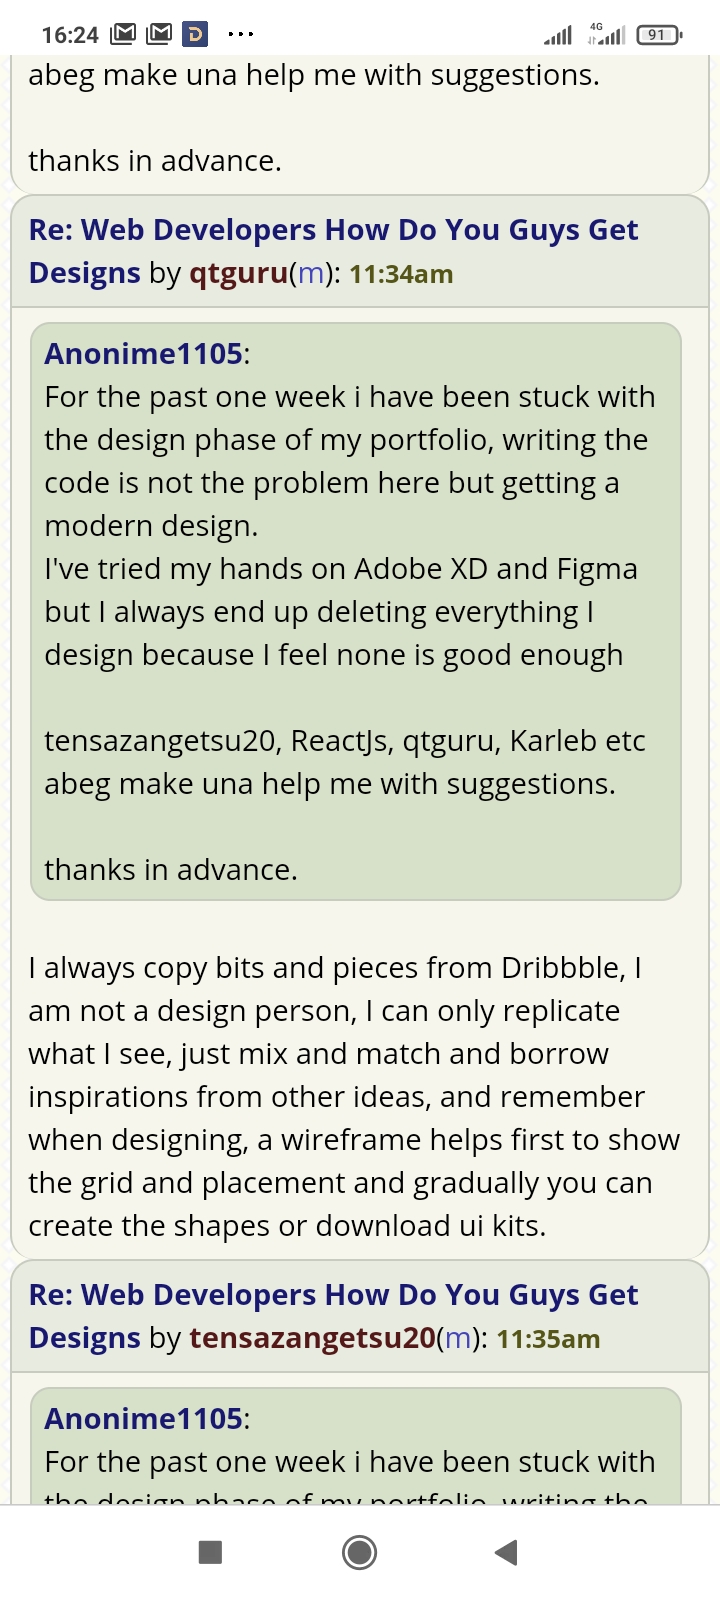 16:24
4G
91
abeg make una help me with suggestions.
thanks in advance.
Re: Web Developers How Do You Guys Get
Designs by qtguru(m): 11:34am
Anonime1105:
For the past one week i have been stuck with
the design phase of my portfolio, writing the
code is not the problem here but getting a
modern design.
I've tried my hands on Adobe XD and Figma
but I always end up deleting everything I
design because I feel none is good enough
tensazangetsu20, ReactJs, qtguru, Karleb etc
abeg make una help me with suggestions.
thanks in advance.
I always copy bits and pieces from Dribbble, I
am not a design person, I can only replicate
what I see, just mix and match and borrow
inspirations from other ideas, and remember
when designing, a wireframe helps first to show
the grid and placement and gradually you can
create the shapes or download ui kits.
Re: Web Developers How Do You Guys Get
Designs by tensazangetsu20(m): 11:35am
Anonime1105:
For the past one week i have been stuck with
the design phase of my portfolio, writing the